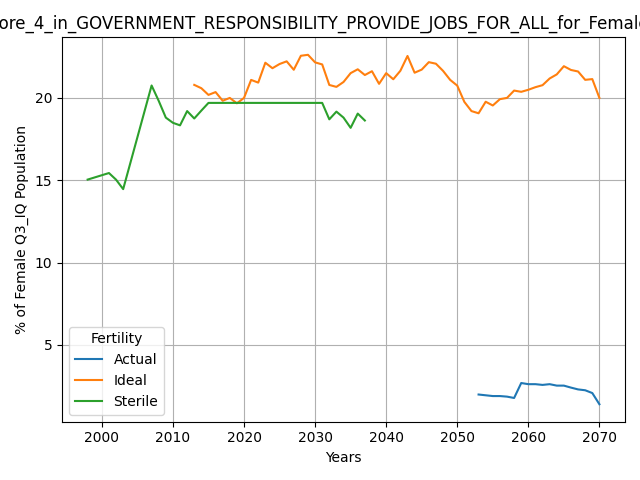 ore_4_in_GOVERNMENT_RESPONSIBILITY_PROVIDE_JOBS_FOR_ALL_for_Female
% of Female Q3_IQ Population
20
15
10
5
Fertility
Actual
Ideal
Sterile
2000 2010 2020 2030 2040 2050 2060 2070
Years